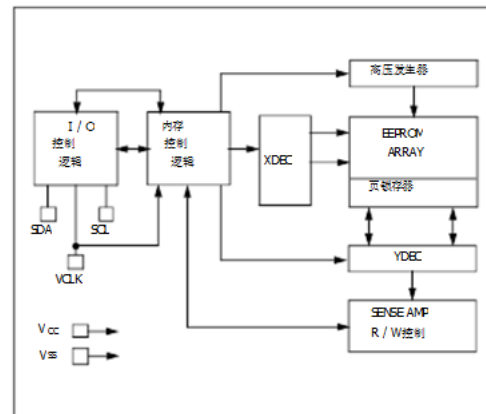 高压发生器
I / O
控制
逻辑
内存
控制
逻辑
XDEC
EEPROM
ARRAY
页锁存器
SDA
SCL
VCLK
YDEC
SENSE AMP
R / W控制
Vcc
Vss